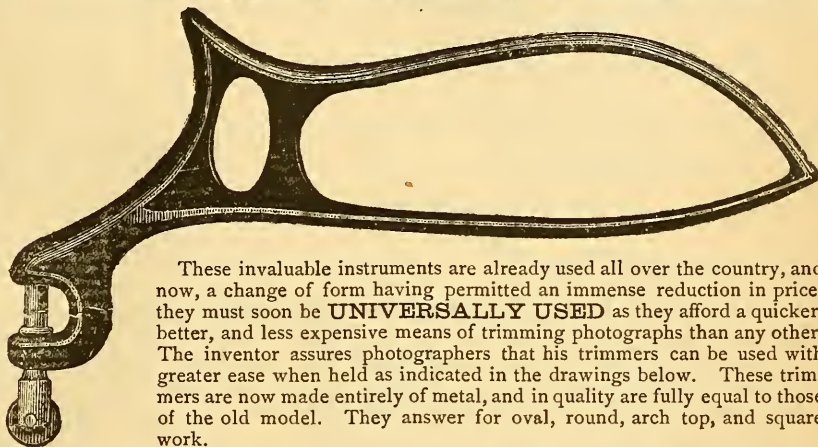 These invaluable instruments are already used all over the country, and
now, a change of form having permitted an immense reduction in price
they must soon be UNIVERSALLY USED as they afford a quicker
better, and less expensive means of trimming photographs than any other
The inventor assures photographers that his trimmers can be used with
greater ease when held as indicated in the drawings below. These trim
mers are now made entirely of metal, and in quality are fully equal to those
of the old model. They answer for oval, round, arch top, and square
work.